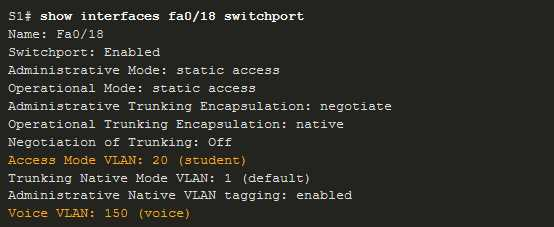 S1# show interfaces fa0/18 switchport
Name: Fa0/18
Switchport: Enabled
Administrative Mode: static access
Operational Mode: static access
Administrative Trunking Encapsulation: negotiate
Operational Trunking Encapsulation: native
Negotiation of Trunking: Off
Access Mode VLAN: 20 (student)
Trunking Native Mode VLAN: 1 (default)
Administrative Native VLAN tagging: enabled
Voice VLAN: 150 (voice)